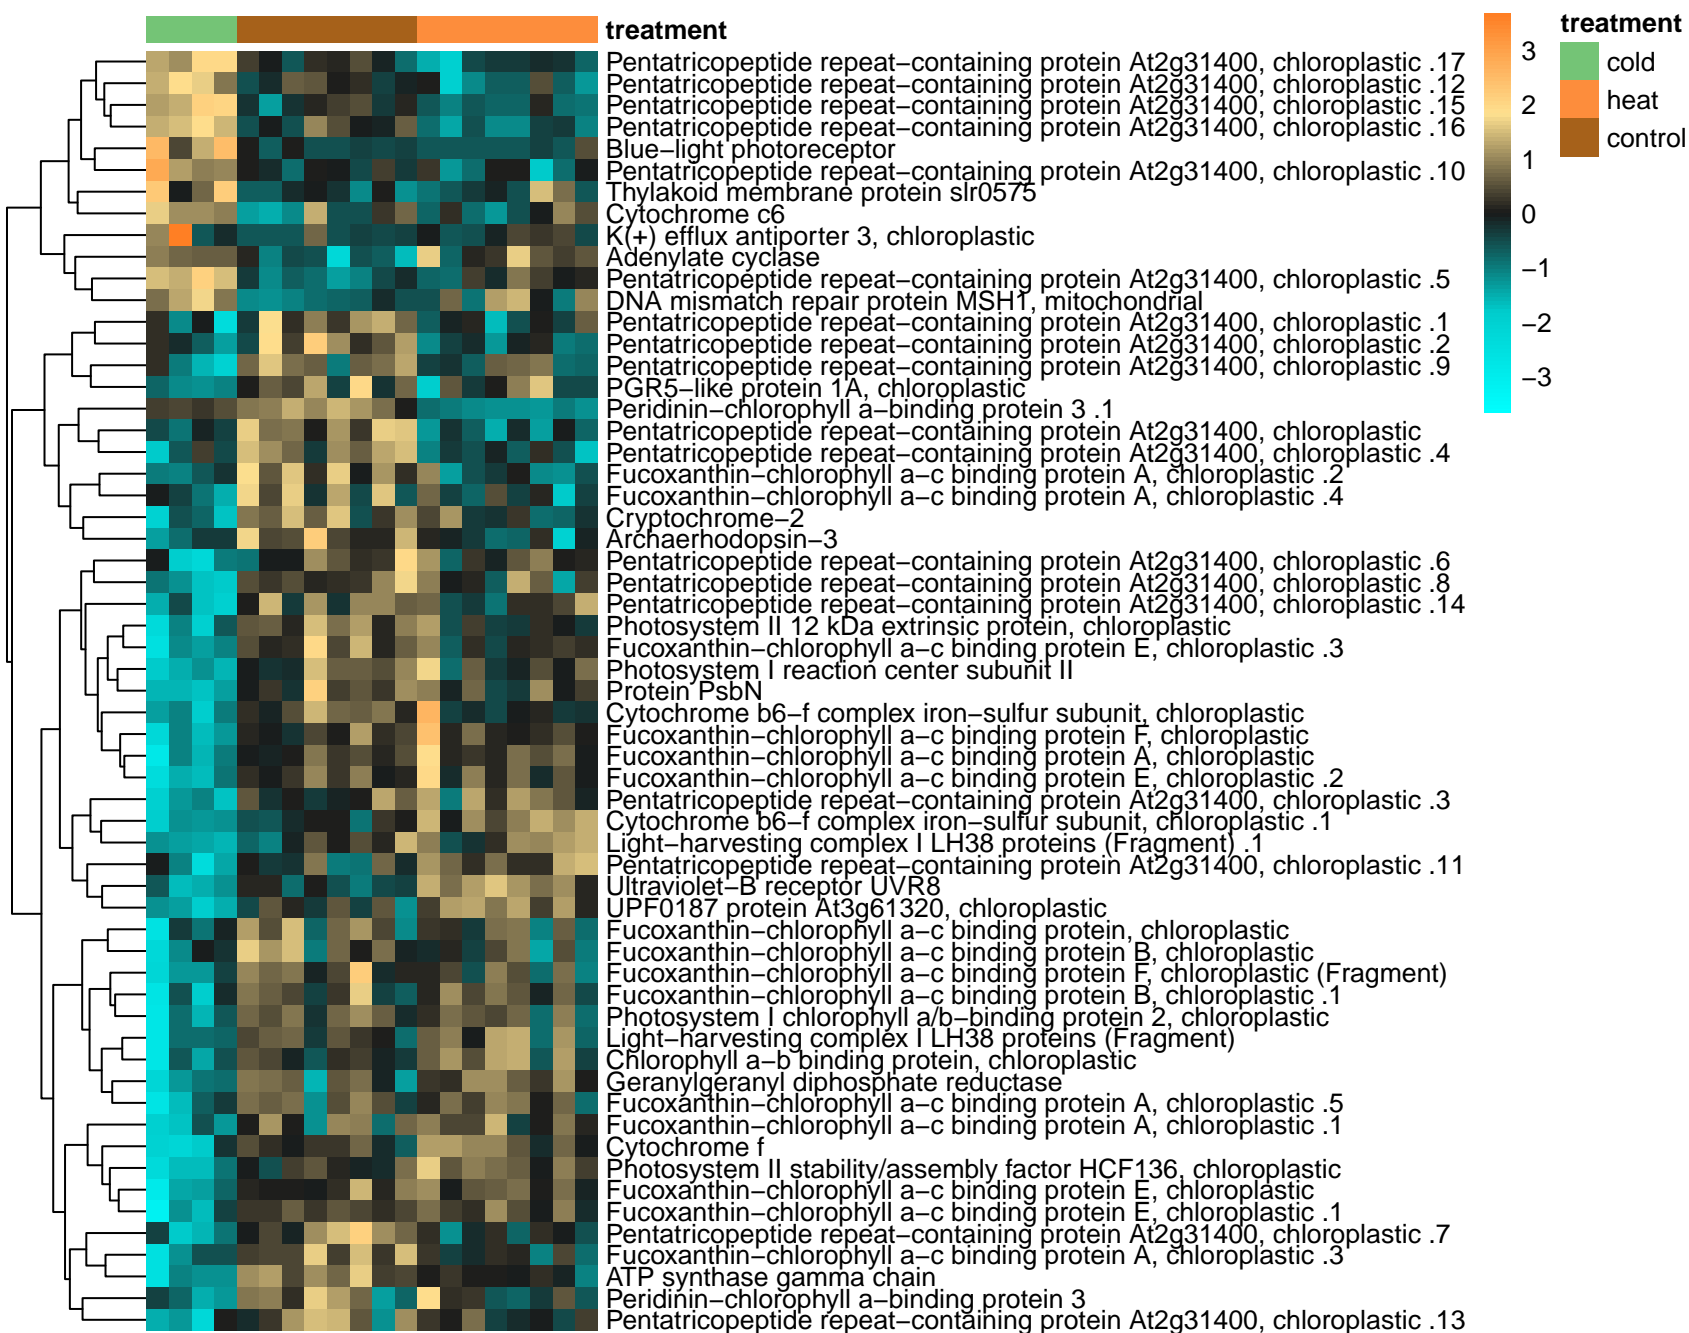 treatment
Pentatricopeptide repeat−containing protein At2g31400, chloroplastic .17
Pentatricopeptide repeat−containing protein At2g31400, chloroplastic .12
Pentatricopeptide repeat−containing protein At2g31400, chloroplastic .15
Pentatricopeptide repeat−containing protein At2g31400, chloroplastic .16
Blue−light photoreceptor
Pentatricopeptide repeat−containing protein At2g31400, chloroplastic .10
Thylakoid membrane protein slr0575
Cytochrome c6
K(+) efflux antiporter 3, chloroplastic
Adenylate cyclase
Pentatricopeptide repeat−containing protein At2g31400, chloroplastic .5
DNA mismatch repair protein MSH1, mitochondrial
Pentatricopeptide repeat−containing protein At2g31400, chloroplastic .1
Pentatricopeptide repeat−containing protein At2g31400, chloroplastic .2
Pentatricopeptide repeat−containing protein At2g31400, chloroplastic .9
PGR5−like protein 1A, chloroplastic
Peridinin−chlorophyll a−binding protein 3 .1
Pentatricopeptide repeat−containing protein At2g31400, chloroplastic
Pentatricopeptide repeat−containing protein At2g31400, chloroplastic .4
Fucoxanthin−chlorophyll a−c binding protein A, chloroplastic .2
Fucoxanthin−chlorophyll a−c binding protein A, chloroplastic .4
Cryptochrome−2
Archaerhodopsin−3
Pentatricopeptide repeat−containing protein At2g31400, chloroplastic .6
Pentatricopeptide repeat−containing protein At2g31400, chloroplastic .8
Pentatricopeptide repeat−containing protein At2g31400, chloroplastic .14
Photosystem II 12 kDa extrinsic protein, chloroplastic
Fucoxanthin−chlorophyll a−c binding protein E, chloroplastic .3
Photosystem I reaction center subunit II
Protein PsbN
Cytochrome b6−f complex iron−sulfur subunit, chloroplastic
Fucoxanthin−chlorophyll a−c binding protein F, chloroplastic
Fucoxanthin−chlorophyll a−c binding protein A, chloroplastic
Fucoxanthin−chlorophyll a−c binding protein E, chloroplastic .2
Pentatricopeptide repeat−containing protein At2g31400, chloroplastic .3
Cytochrome b6−f complex iron−sulfur subunit, chloroplastic .1
Light−harvesting complex I LH38 proteins (Fragment) .1
Pentatricopeptide repeat−containing protein At2g31400, chloroplastic .11
Ultraviolet−B receptor UVR8
UPF0187 protein At3g61320, chloroplastic
Fucoxanthin−chlorophyll a−c binding protein, chloroplastic
Fucoxanthin−chlorophyll a−c binding protein B, chloroplastic
Fucoxanthin−chlorophyll a−c binding protein F, chloroplastic (Fragment)
Fucoxanthin−chlorophyll a−c binding protein B, chloroplastic .1
Photosystem I chlorophyll a/b−binding protein 2, chloroplastic
Light−harvesting complex I LH38 proteins (Fragment)
Chlorophyll a−b binding protein, chloroplastic
Geranylgeranyl diphosphate reductase
Fucoxanthin−chlorophyll a−c binding protein A, chloroplastic .5
Fucoxanthin−chlorophyll a−c binding protein A, chloroplastic .1
Cytochrome f
Photosystem II stability/assembly factor HCF136, chloroplastic
Fucoxanthin−chlorophyll a−c binding protein E, chloroplastic
Fucoxanthin−chlorophyll a−c binding protein E, chloroplastic .1
Pentatricopeptide repeat−containing protein At2g31400, chloroplastic .7
Fucoxanthin−chlorophyll a−c binding protein A, chloroplastic .3
ATP synthase gamma chain
Peridinin−chlorophyll a−binding protein 3
Pentatricopeptide repeat−containing protein At2g31400, chloroplastic .13
3
2
1
0
−1
−2
−3
treatment
cold
heat
control